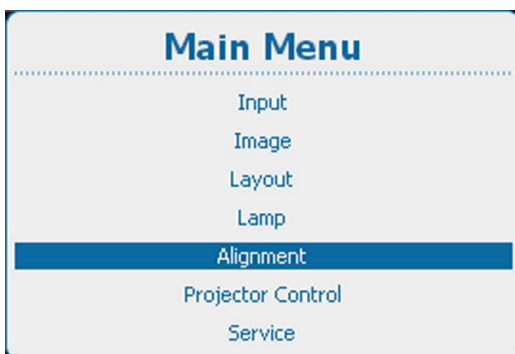 Main Menu
Input
Image
Layout
Lamp
Alignment
Projector Control
Service